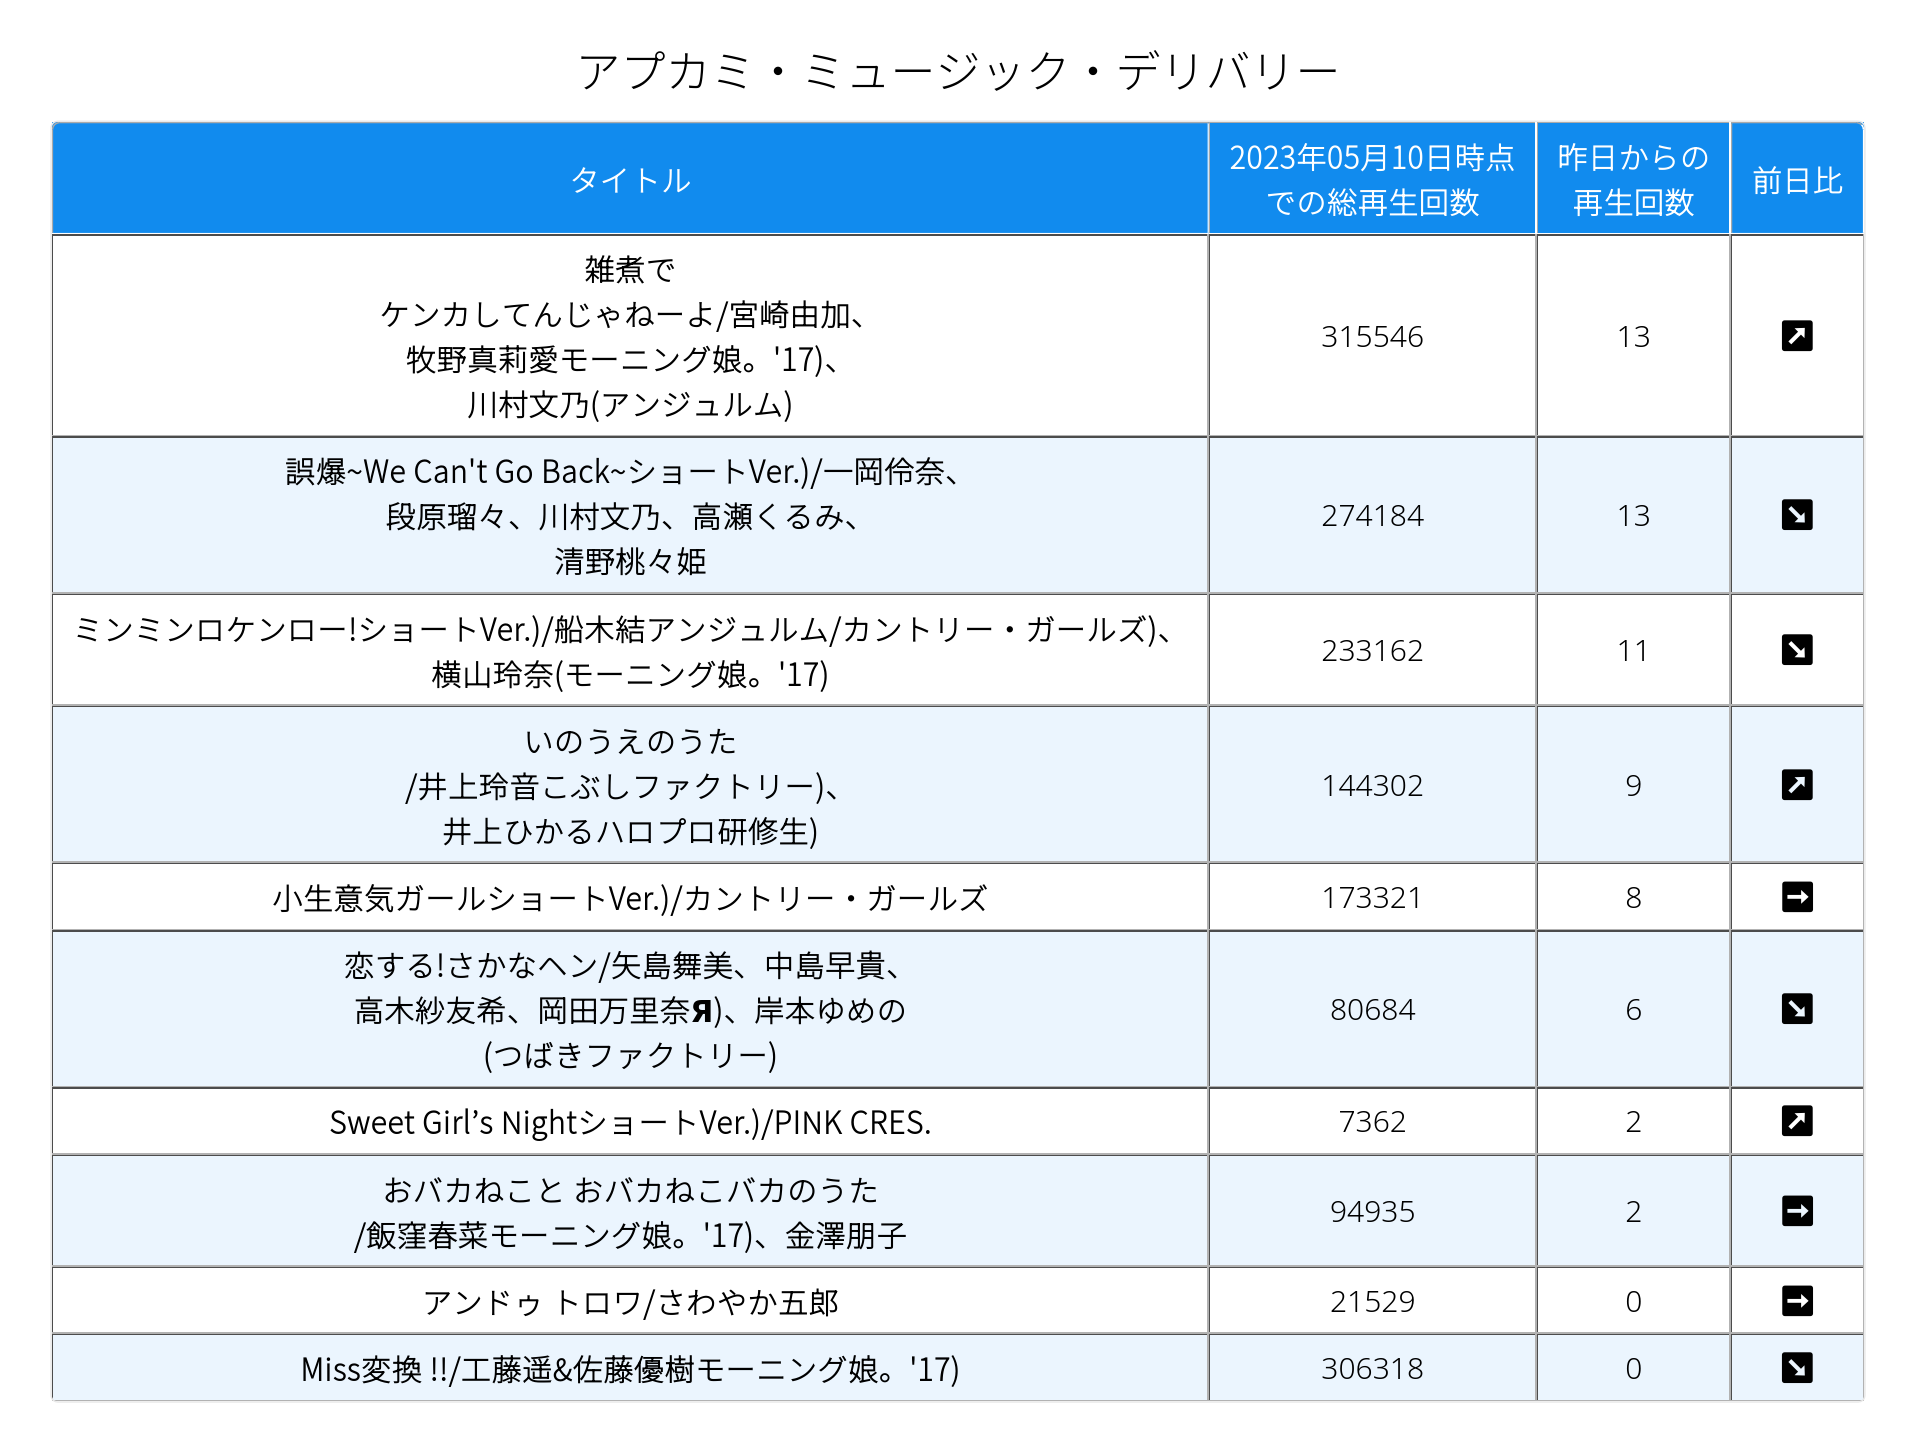 アプカミ・ミュージック・デリバリー
タイトル
2023年05月10日時点
での総再生回数
昨日からの
再生回数
前日比
雑煮で
ケンカしてんじゃねーよ/宮崎由加、
牧野真莉愛モーニング娘。'17)、
川村文乃(アンジュルム)
315546
13
誤爆~We Can't Go Back~ショートVer.)/一岡伶奈、
段原瑠々、川村文乃、高瀬くるみ、
清野桃々姫
274184
13
ミンミンロケンロー!ショートVer.)/船木結アンジュルム/カントリー・ガールズ)、
横山玲奈(モーニング娘。'17)
233162
11
いのうえのうた
/井上玲音こぶしファクトリー)、
井上ひかるハロプロ研修生)
144302
9
小生意気ガールショートVer.)/カントリー・ガールズ
173321
8
恋する!さかなヘン/矢島舞美、中島早貴、
高木紗友希、岡田万里奈Я)、岸本ゆめの
(つばきファクトリー)
80684
6
Sweet Girl’s NightショートVer.)/PINK CRES.
7362
2
おバカねこと おバカねこバカのうた
/飯窪春菜モーニング娘。'17)、金澤朋子
94935
2
アンドゥ トロワ/さわやか五郎
21529
0
Miss変換 !!/工藤遥&佐藤優樹モーニング娘。'17)
306318
0